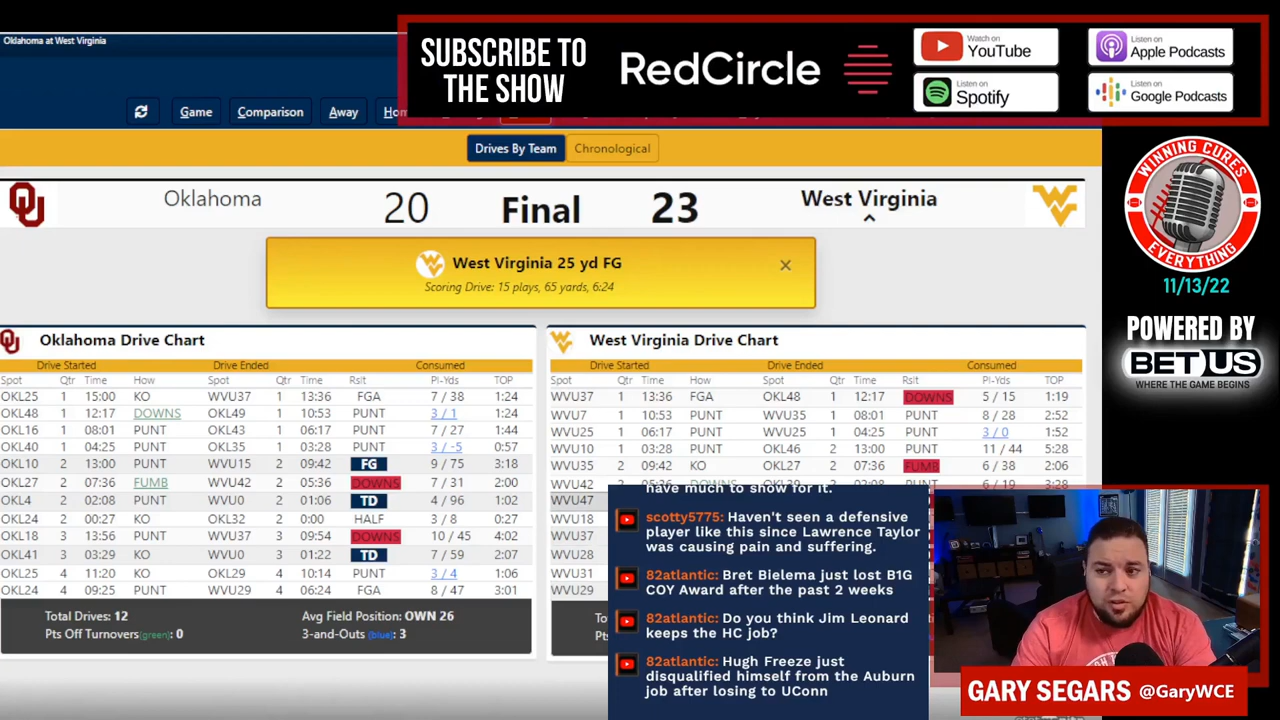 Oklahoma at West Virginia
SUBSCRIBE TO
THE SHOW
RedCircle
Watch on
YouTube
Listen on
Apple Podcasts
Listen on
Spotify
Listen on
Google Podcasts
Game
Comparison
Away
Drives By Team
Chronological
Oklahoma
20
Final
23
West Virginia
West Virginia 25 yd FG
Scoring Drive: 15 plays, 65 yards, 6:24
WINNING CURES
EVERYTHING
11/13/22
POWERED BY
BETUS
WHERE THE GAME BEGINS
Oklahoma Drive Chart
Drive Started Drive Ended Consumed
Spot Qtr Time How Spot Qtr Time Rslt Pl-Yds TOP
OKL25 1 15:00 KO WVU37 1 13:36 FGA 7 / 38 1:24
OKL48 1 12:17 DOWNS OKL49 1 10:53 PUNT 3 / 1 1:24
OKL16 1 08:01 PUNT OKL43 1 06:17 PUNT 7 / 27 1:44
OKL40 1 04:25 PUNT OKL35 1 03:28 PUNT 3 / -5 0:57
OKL10 2 13:00 PUNT WVU15 2 09:42 FG 9 / 75 3:18
OKL27 2 07:36 FUMB WVU42 2 05:36 DOWNS 7 / 31 2:00
OKL4 2 02:08 PUNT WVU0 2 01:06 TD 4 / 96 1:02
OKL24 2 00:27 KO OKL32 2 0:00 HALF 3 / 8 0:27
OKL18 3 13:56 PUNT WVU37 3 09:54 DOWNS 10 / 45 4:02
OKL41 3 03:29 KO WVU0 3 01:22 TD 7 / 59 2:07
OKL25 4 11:20 KO OKL29 4 10:14 PUNT 3 / 4 1:06
OKL24 4 09:25 PUNT WVU29 4 06:24 FGA 8 / 47 3:01
Total Drives: 12 Avg Field Position: OWN 26
Pts Off Turnovers (green): 0 3-and-Outs (blue): 3
West Virginia Drive Chart
Drive Started Drive Ended Consumed
Spot Qtr Time How Spot Qtr Time Rslt Pl-Yds TOP
WVU37 1 13:36 FGA OKL48 1 12:17 DOWNS 5 / 15 1:19
WVU7 1 10:53 PUNT WVU35 1 08:01 PUNT 8 / 28 2:52
WVU25 1 06:17 PUNT WVU25 1 04:25 PUNT 3 / 0 1:52
WVU10 1 03:28 PUNT OKL46 2 13:00 PUNT 11 / 44 5:28
WVU35 2 09:42 KO OKL27 2 07:36 FUMB 6 / 38 2:06
WVU42
WVU47
WVU18
WVU37
WVU28
WVU31
WVU29
have much to show for it.
scotty5775: Haven't seen a defensive
player like this since Lawrence Taylor
was causing pain and suffering.
82atlantic: Bret Bielema just lost B1G
COY Award after the past 2 weeks
82atlantic: Do you think Jim Leonard
keeps the HC job?
82atlantic: Hugh Freeze just
disqualified himself from the Auburn
job after losing to UConn
GARY SEGARS @GaryWCE